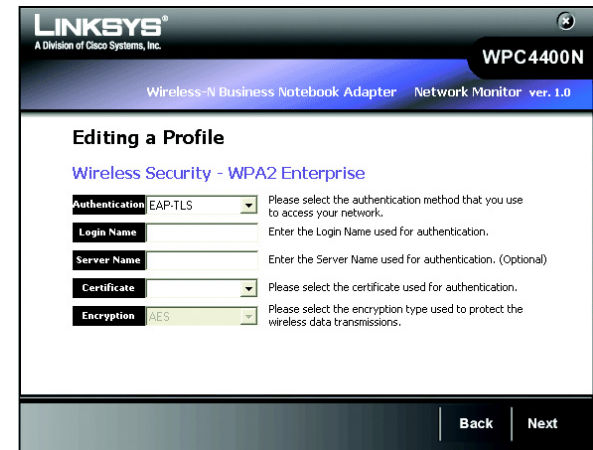 LINKSYS®
A Division of Cisco Systems, Inc.
WPC4400N
Wireless-N Business Notebook Adapter Network Monitor ver. 1.0
Editing a Profile
Wireless Security - WPA2 Enterprise
Authentication EAP-TLS Please select the authentication method that you use
to access your network.
Login Name Enter the Login Name used for authentication.
Server Name Enter the Server Name used for authentication. (Optional)
Certificate Please select the certificate used for authentication.
Encryption AES Please select the encryption type used to protect the
wireless data transmissions.
Back Next